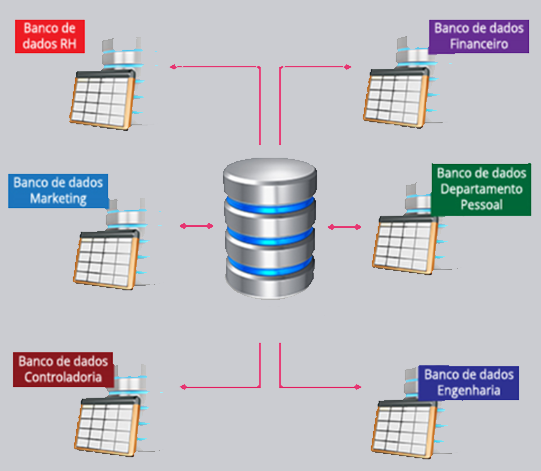 Banco de
dados RH
Banco de dados
Financeiro
Banco de dados
Marketing
Banco de dados
Departamento
Pessoal
Banco de dados
Controladoria
Banco de dados
Engenharia